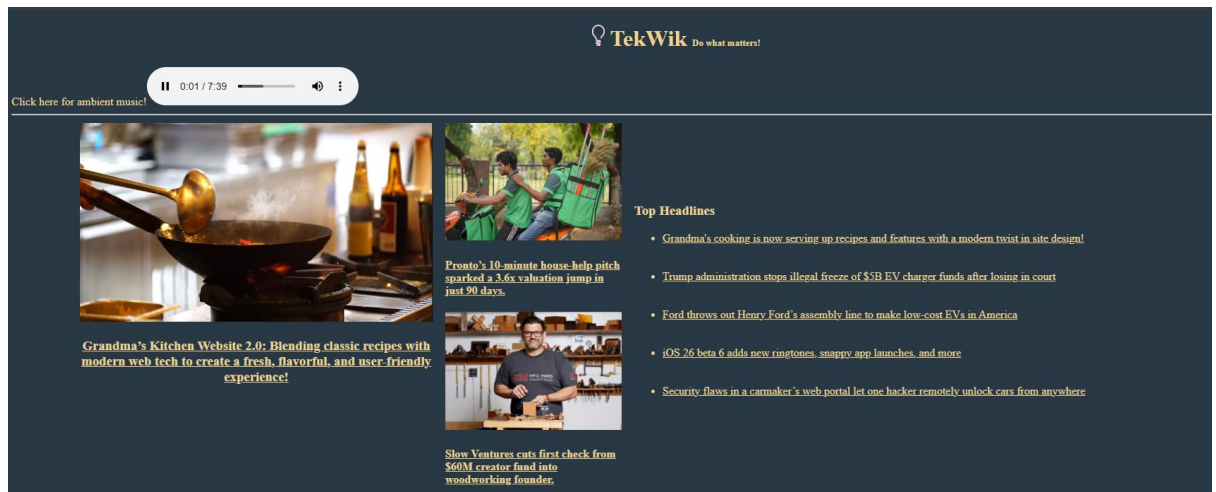 TekWik Do what matters!
Click here for ambient music!
0:01 / 7:39
Grandma’s Kitchen Website 2.0: Blending classic recipes with
modern web tech to create a fresh, flavorful, and user-friendly
experience!
Pronto’s 10-minute house-help pitch
sparked a 3.6x valuation jump in
just 90 days.
Slow Ventures cuts first check from
$60M creator fund into
woodworking founder.
Top Headlines
• Grandma's cooking is now serving up recipes and features with a modern twist in site design!
• Trump administration stops illegal freeze of $5B EV charger funds after losing in court
• Ford throws out Henry Ford’s assembly line to make low-cost EVs in America
• iOS 26 beta 6 adds new ringtones, snappy app launches, and more
• Security flaws in a carmaker’s web portal let one hacker remotely unlock cars from anywhere